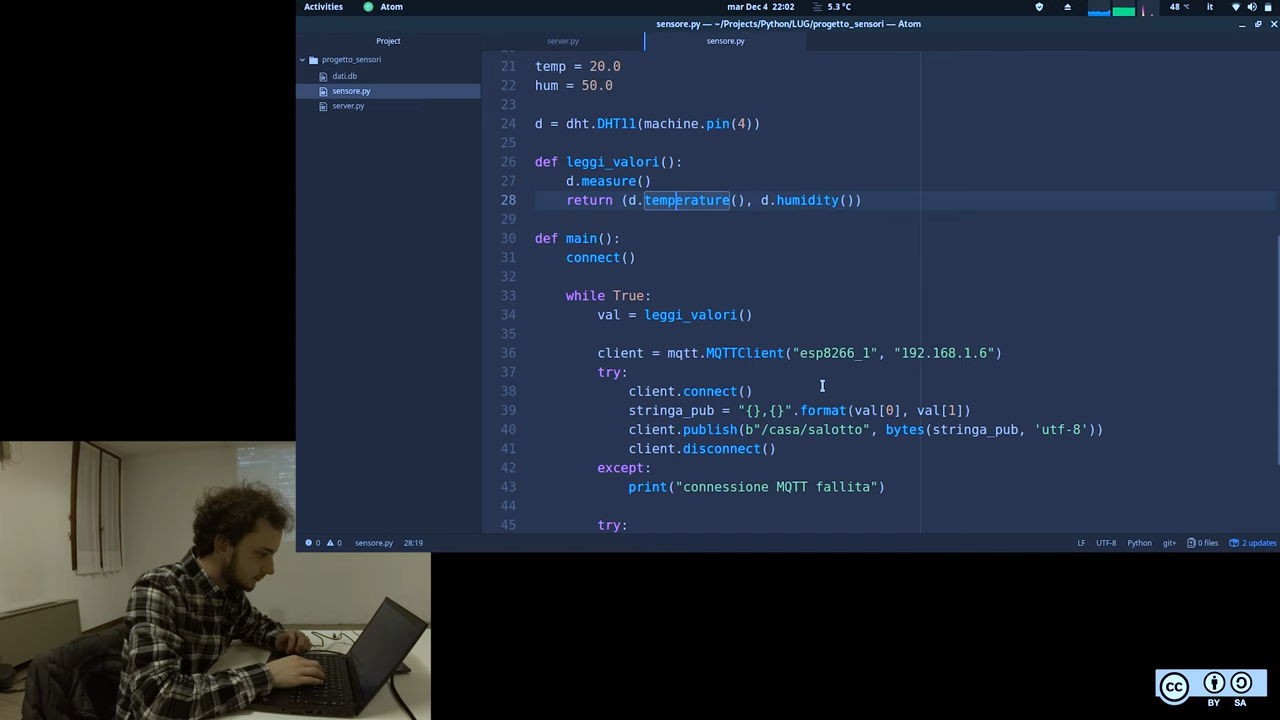 Activities Atom mar Dec 4 22:02 5.3 °C 48 °C it
sensore.py — ~/Projects/Python/LUG/progetto_sensori — Atom
Project server.py sensore.py
progetto_sensori
dati.db
sensore.py
server.py
21 temp = 20.0
22 hum = 50.0
23
24 d = dht.DHT11(machine.pin(4))
25
26 def leggi_valori():
27 d.measure()
28 return (d.temperature(), d.humidity())
29
30 def main():
31 connect()
32
33 while True:
34 val = leggi_valori()
35
36 client = mqtt.MQTTClient("esp8266_1", "192.168.1.6")
37 try:
38 client.connect()
39 stringa_pub = "{},{}".format(val[0], val[1])
40 client.publish(b"/casa/salotto", bytes(stringa_pub, 'utf-8'))
41 client.disconnect()
42 except:
43 print("connessione MQTT fallita")
44
45 try:
0 0 sensore.py 28:19 LF UTF-8 Python git+ 0 files 2 updates
cc BY SA